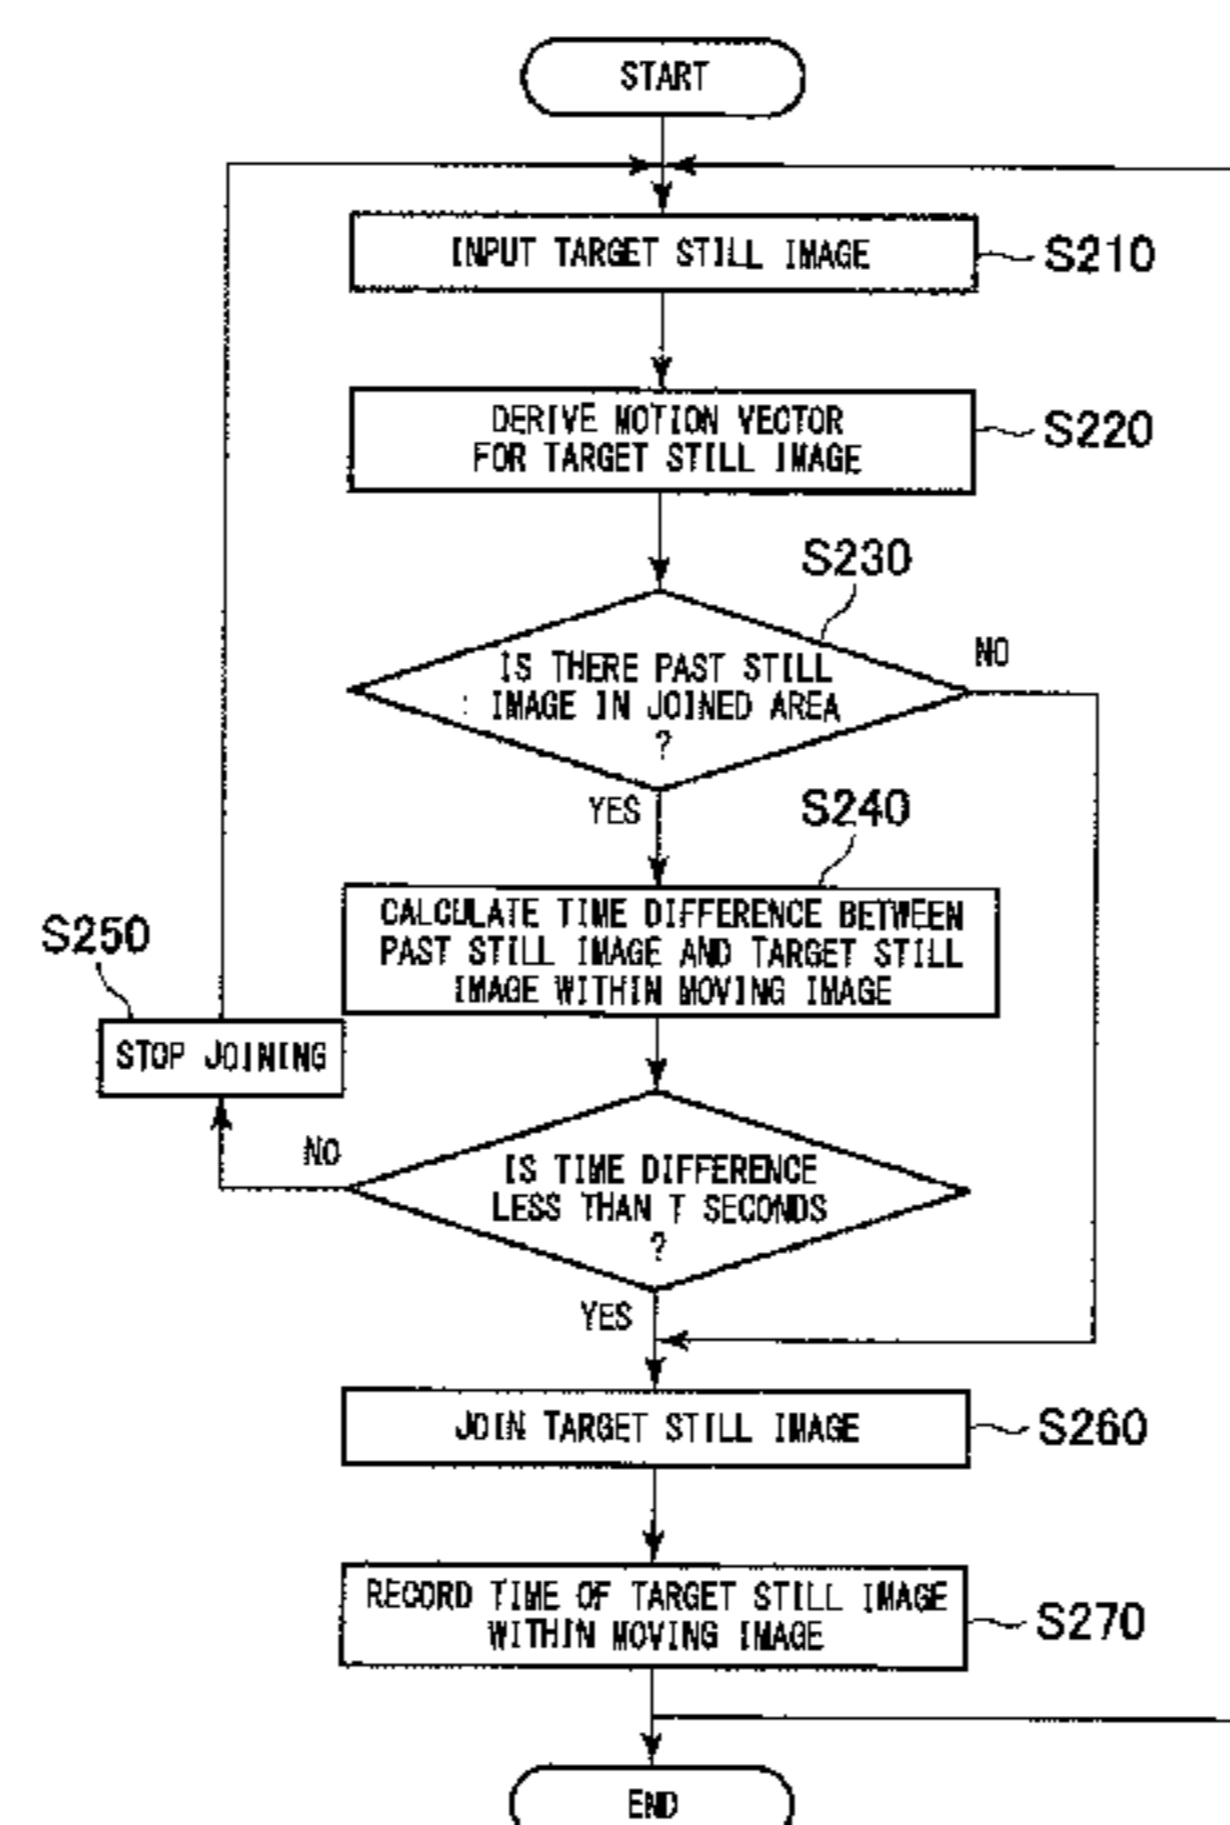 START
INPUT TARGET STILL IMAGE
S210
DERIVE MOTION VECTOR
FOR TARGET STILL IMAGE
S220
S230
IS THERE PAST STILL
IMAGE IN JOINED AREA
?
NO
YES
S240
CALCULATE TIME DIFFERENCE BETWEEN
PAST STILL IMAGE AND TARGET STILL
IMAGE WITHIN MOVING IMAGE
S250
STOP JOINING
NO
IS TIME DIFFERENCE
LESS THAN T SECONDS
?
YES
JOIN TARGET STILL IMAGE
S260
RECORD TIME OF TARGET STILL IMAGE
WITHIN MOVING IMAGE
S270
END